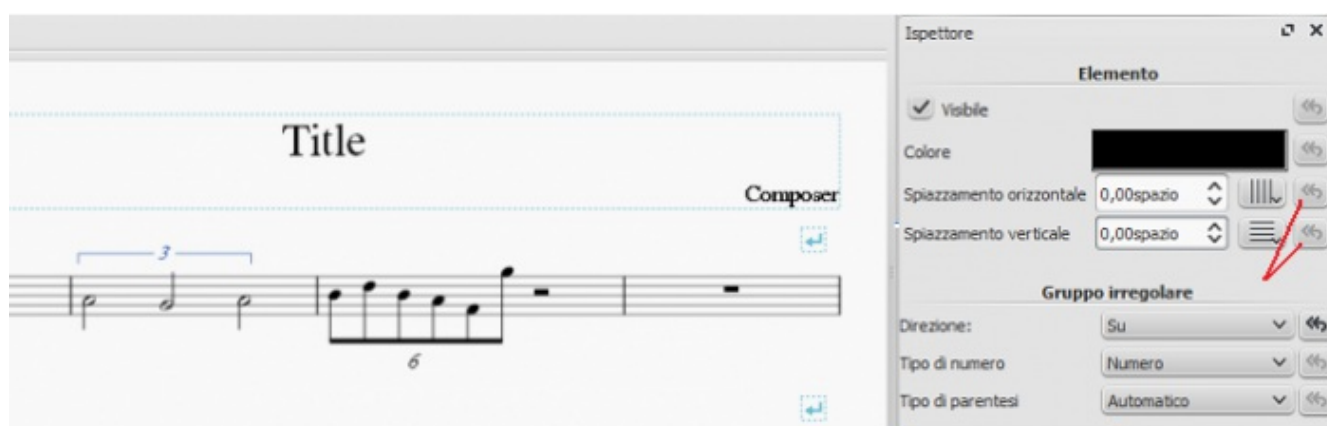 Ispettore
Elemento
Visibile
Colore
Spiazzamento orizzontale 0,00spazio
Spiazzamento verticale 0,00spazio
Gruppo irregolare
Direzione: Su
Tipo di numero Numero
Tipo di parentesi Automatico
Title
Composer
3
6